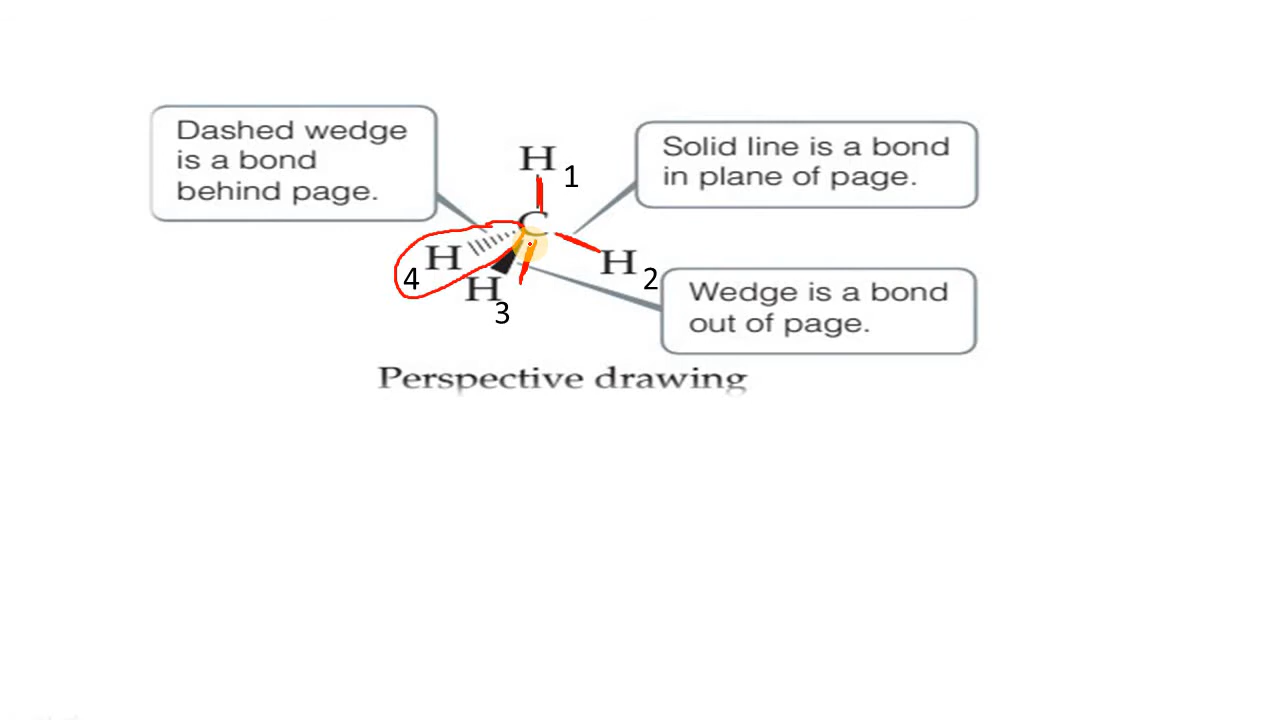 Dashed wedge
is a bond
behind page.
H 1
Solid line is a bond
in plane of page.
C
H 4
H 2
H 3
Wedge is a bond
out of page.
Perspective drawing